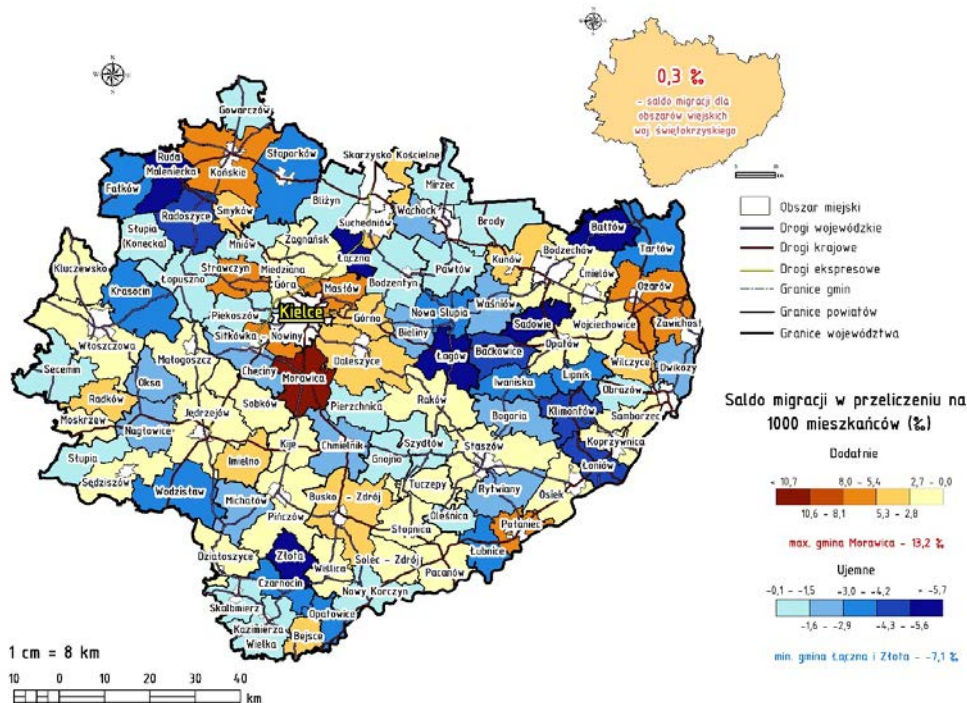 0,3 ‰
- saldo migracji dla
obszarów wiejskich
woj. świętokrzyskiego
Obszar miejski
Drogi wojewódzkie
Drogi krajowe
Drogi ekspresowe
Granice gmin
Granice powiatów
Granice województwa
Saldo migracji w przeliczeniu na
1000 mieszkańców (‰)
Dodatnie
10,7 8,0 - 5,4 2,7 - 0,0
10,6 - 8,1 5,3 - 2,8
max. gmina Morawica - 13,2 ‰
Ujemne
-0,1 - -1,5 -3,0 - -4,2 -5,7
-1,6 - -2,9 -4,3 - -5,6
min. gmina Łączna i Złota - -7,1 ‰
Gowarczów
Ruda
Maleniecka
Końskie
Stąporków
Skarżysko Kościelne
Fałków
Mirzec
Radoszyce
Smyków
Bliżyn
Suchedniów
Wąchock
Brody
Bałtów
Tarłów
Słupia
(Konecka)
Mniów
Zagnańsk
Łączna
Kunów
Bodzechów
Ćmielów
Ożarów
Kluczewsko
Łopuszno
Strawczyn
Miedziana
Góra
Masłów
Bodzentyn
Pawłów
Krasocin
Piekoszów
Kielce
Górno
Nowa Słupia
Waśniów
Sadowie
Wojciechowice
Zawichost
Włoszczowa
Małogoszcz
Sitkówka - Nowiny
Bieliny
Opatów
Chęciny
Daleszyce
Łagów
Baćkowice
Wilczyce
Dwikozy
Secemin
Oksa
Morawica
Iwaniska
Lipnik
Obrazów
Radków
Sobków
Pierzchnica
Raków
Samborzec
Moskrzew
Nagłowice
Jędrzejów
Bogoria
Klimontów
Kije
Chmielnik
Szydłów
Staszów
Koprzywnica
Słupia
Imielno
Gnojno
Łoniów
Sędziszów
Wodzisław
Michałów
Busko - Zdrój
Tuczępy
Rytwiany
Osiek
Pińczów
Stopnica
Oleśnica
Połaniec
Działoszyce
Złota
Wiślica
Solec - Zdrój
Pacanów
Łubnice
Czarnocin
Nowy Korczyn
Skalbmierz
Opatowiec
Kazimierza
Wielka
Bejsce
1 cm = 8 km
10 0 10 20 30 40
km